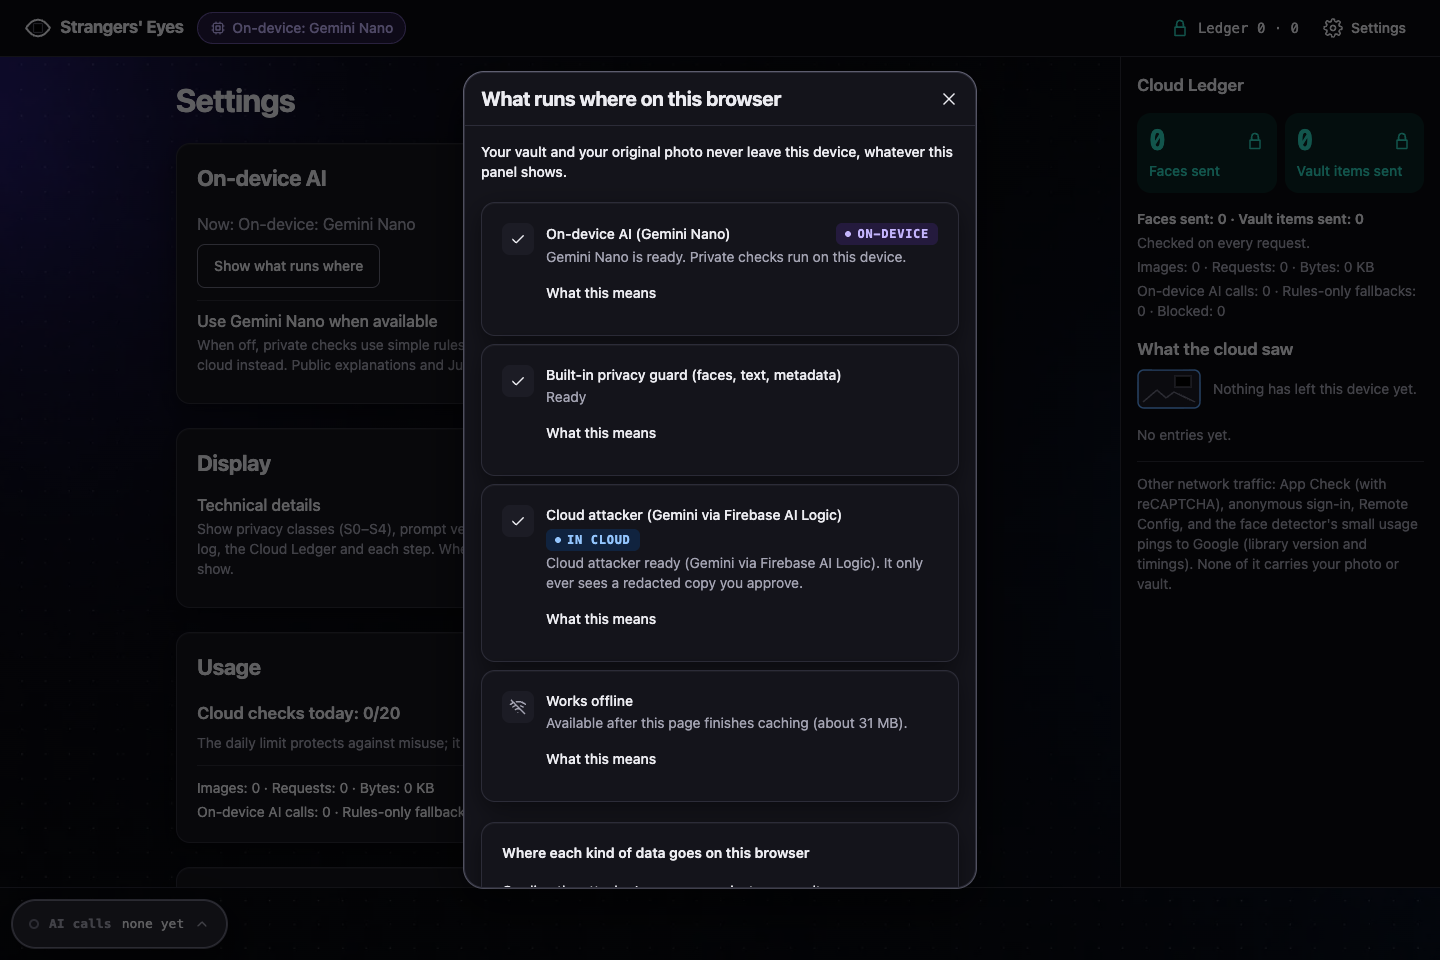 Strangers' Eyes
On-device: Gemini Nano
Ledger 0 · 0
Settings
Settings
On-device AI
Now: On-device: Gemini Nano
Show what runs where
Use Gemini Nano when available
When off, private checks use simple rules
cloud instead. Public explanations and Ju
Display
Technical details
Show privacy classes (S0–S4), prompt ve
log, the Cloud Ledger and each step. Whe
show.
Usage
Cloud checks today: 0/20
The daily limit protects against misuse; it
Images: 0 · Requests: 0 · Bytes: 0 KB
On-device AI calls: 0 · Rules-only fallback
What runs where on this browser
Your vault and your original photo never leave this device, whatever this
panel shows.
On-device AI (Gemini Nano)
ON-DEVICE
Gemini Nano is ready. Private checks run on this device.
What this means
Built-in privacy guard (faces, text, metadata)
Ready
What this means
Cloud attacker (Gemini via Firebase AI Logic)
IN CLOUD
Cloud attacker ready (Gemini via Firebase AI Logic). It only
ever sees a redacted copy you approve.
What this means
Works offline
Available after this page finishes caching (about 31 MB).
What this means
Where each kind of data goes on this browser
Cloud Ledger
0
Faces sent
0
Vault items sent
Faces sent: 0 · Vault items sent: 0
Checked on every request.
Images: 0 · Requests: 0 · Bytes: 0 KB
On-device AI calls: 0 · Rules-only fallbacks:
0 · Blocked: 0
What the cloud saw
Nothing has left this device yet.
No entries yet.
Other network traffic: App Check (with
reCAPTCHA), anonymous sign-in, Remote
Config, and the face detector's small usage
pings to Google (library version and
timings). None of it carries your photo or
vault.
AI calls none yet